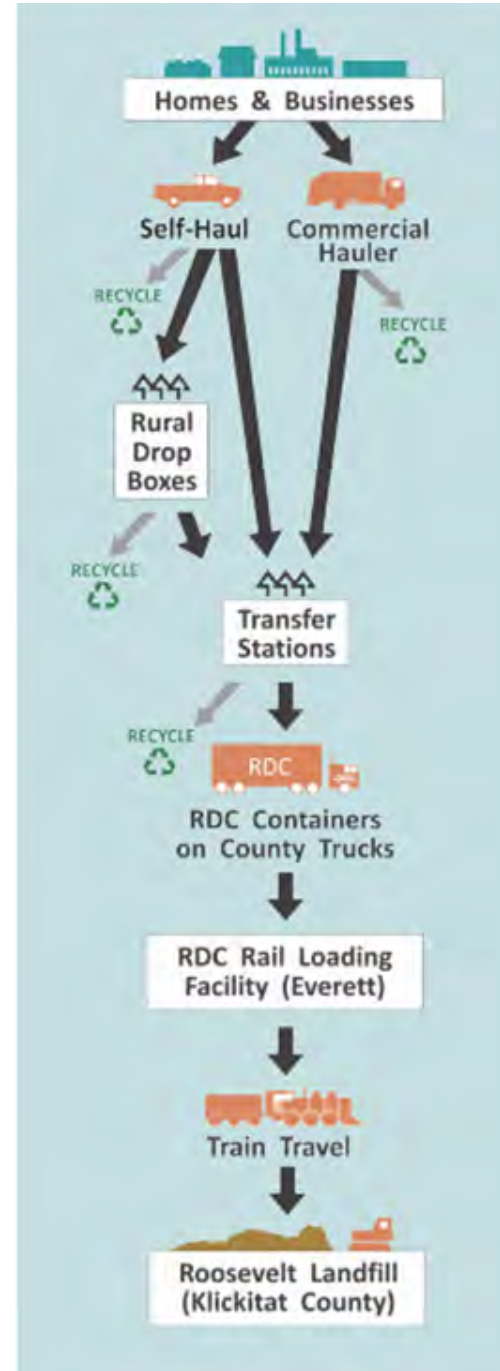 Homes & Businesses
Self-Haul
Commercial
Hauler
RECYCLE
RECYCLE
Rural
Drop
Boxes
RECYCLE
Transfer
Stations
RECYCLE
RDC
RDC Containers
on County Trucks
RDC Rail Loading
Facility (Everett)
Train Travel
Roosevelt Landfill
(Klickitat County)